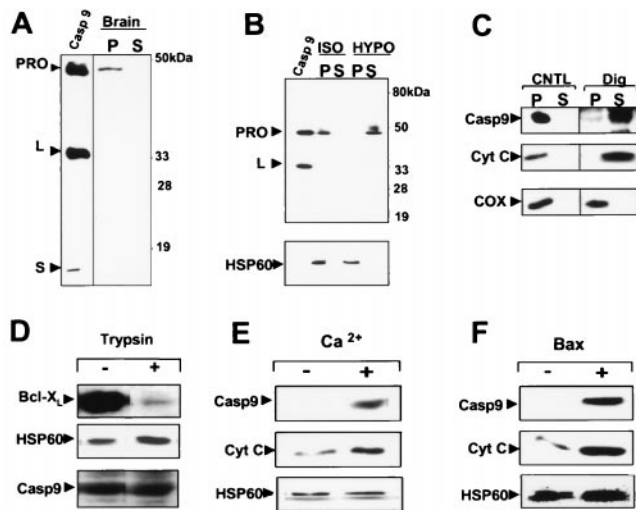 A
Casp 9
Brain
P S
PRO
50kDa
L
33
28
19
S
B
Casp 9
ISO HYPO
P S P S
80kDa
PRO
50
L
33
28
19
HSP60
C
CNTL Dig
P S P S
Casp9
Cyt C
COX
D
Trypsin
- +
Bcl-XL
HSP60
Casp9
E
Ca 2+
- +
Casp9
Cyt C
HSP60
F
Bax
- +
Casp9
Cyt C
HSP60